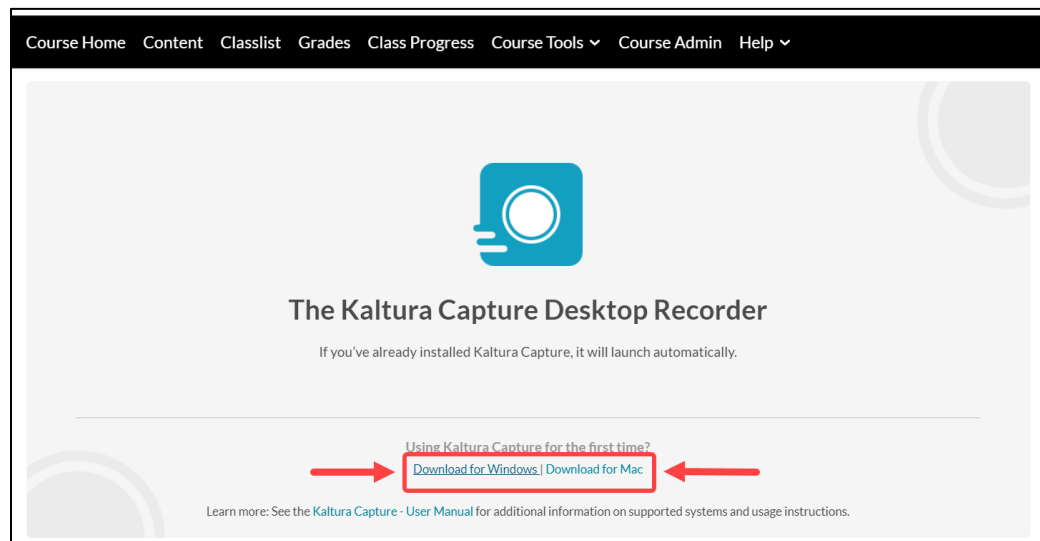 Course Home Content Classlist Grades Class Progress Course Tools Course Admin Help
The Kaltura Capture Desktop Recorder
If you've already installed Kaltura Capture, it will launch automatically.
Using Kaltura Capture for the first time?
Download for Windows | Download for Mac
Learn more: See the Kaltura Capture - User Manual for additional information on supported systems and usage instructions.